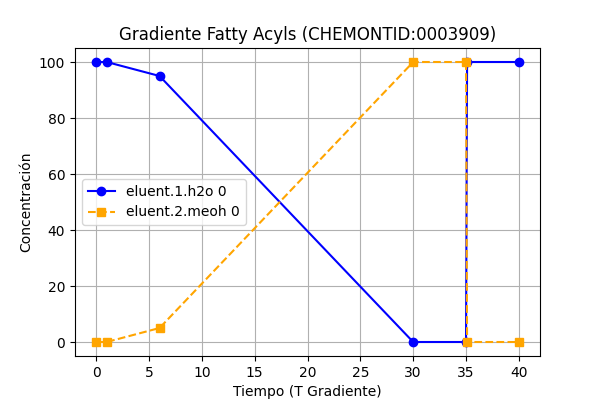 Gradiente Fatty Acyls (CHEMONTID:0003909)
100
80
60
40
20
0
Concentración
eluent.1.h2o 0
eluent.2.meoh 0
0 5 10 15 20 25 30 35 40
Tiempo (T Gradiente)